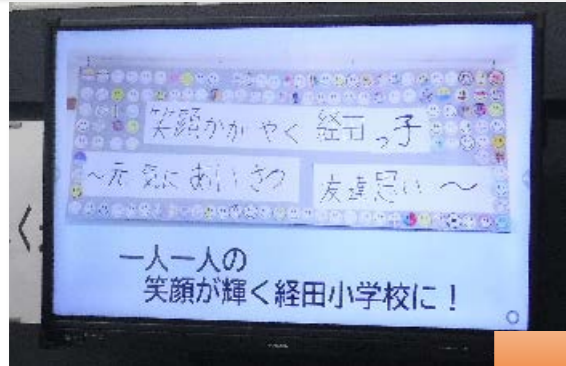 笑顔かがやく経田っ子
～元気にあいさつ 友達思い～
一人一人の
笑顔が輝く経田小学校に！